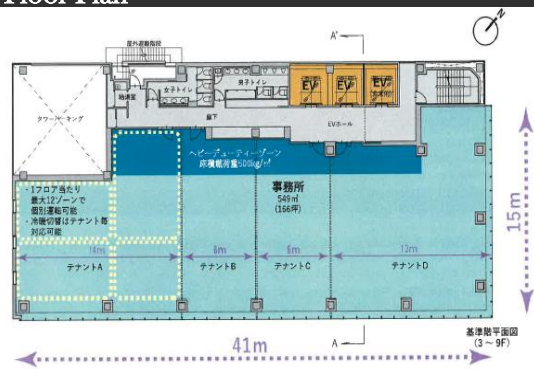 Floor Plan
N
A'
屋外避難階段
給湯室
女子トイレ
男子トイレ
EV
EV
EV
タワーパーキング
廊下
EVホール
ヘビーデューティーゾーン
床積載荷重500kg/㎡
・1フロア当たり
最大12ゾーンで
個別運転可能
・冷暖切替はテナント毎
対応可能
事務所
549㎡
(166坪)
15m
14m
6m
6m
13m
テナントA
テナントB
テナントC
テナントD
A
基準階平面図
(3～9F)
41m